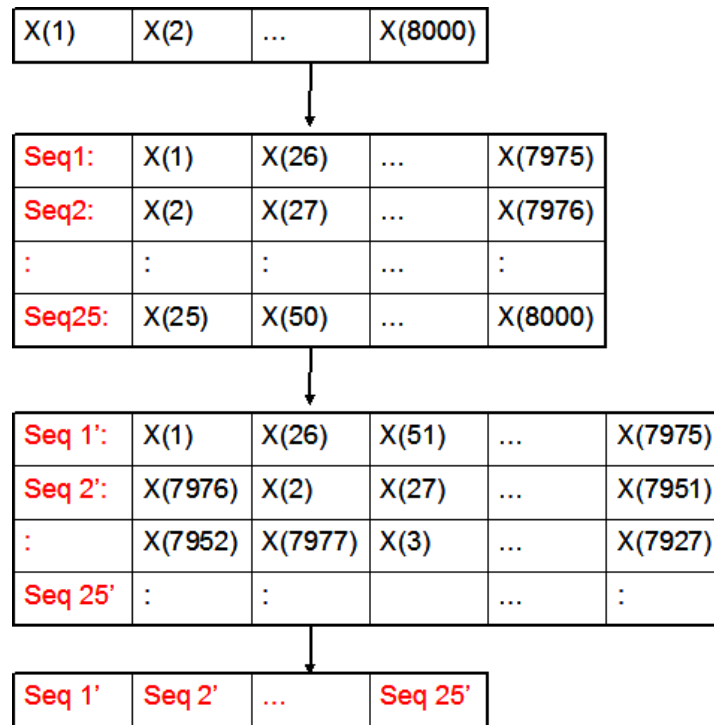 X(1) X(2) ... X(8000)
Seq1: X(1) X(26) ... X(7975)
Seq2: X(2) X(27) ... X(7976)
: : : ... :
Seq25: X(25) X(50) ... X(8000)
Seq 1’: X(1) X(26) X(51) ... X(7975)
Seq 2’: X(7976) X(2) X(27) ... X(7951)
: X(7952) X(7977) X(3) ... X(7927)
Seq 25’ : : ... :
Seq 1’ Seq 2’ ... Seq 25’